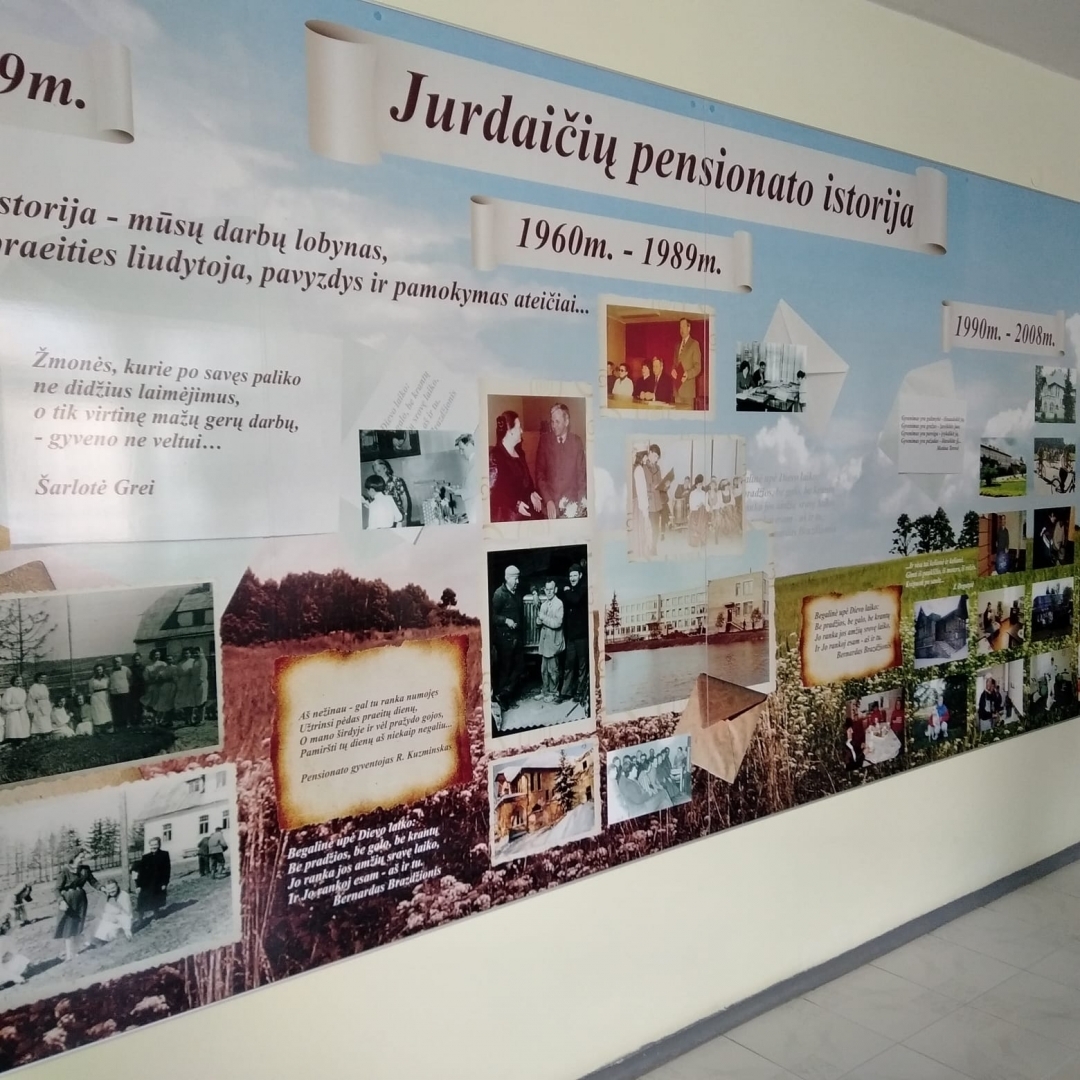 9m.
Jurdaičių pensionato istorija
storija - mūsų darbų lobynas,
praeities liudytoja, pavyzdys ir pamokymas ateičiai...
1960m. - 1989m.
1990m. - 2008m.
Žmonės, kurie po savęs paliko
ne didžius laimėjimus,
o tik virtinę mažų gerų darbų,
- gyveno ne veltui...
Šarlotė Grei
Aš nežinau - gal tu ranka numojęs
Užtrinsi pėdas praeitų dienų,
O mano širdyje ir vėl pražydo gojos,
Pamiršti tų dienų aš niekaip negaliu...
Pensionato gyventojas R. Kuzminskas
Begalinė upė Dievo laiko:
Be pradžios, be galo, be krantų
Jo ranka jos amžių sravę laiko,
Ir Jo rankoj esam - aš ir tu.
Bernardas Brazdžionis
Begalinė upė Dievo laiko:
Be pradžios, be galo, be krantų
Jo ranka jos amžių sravę laiko,
Ir Jo rankoj esam - aš ir tu.
Bernardas Brazdžionis